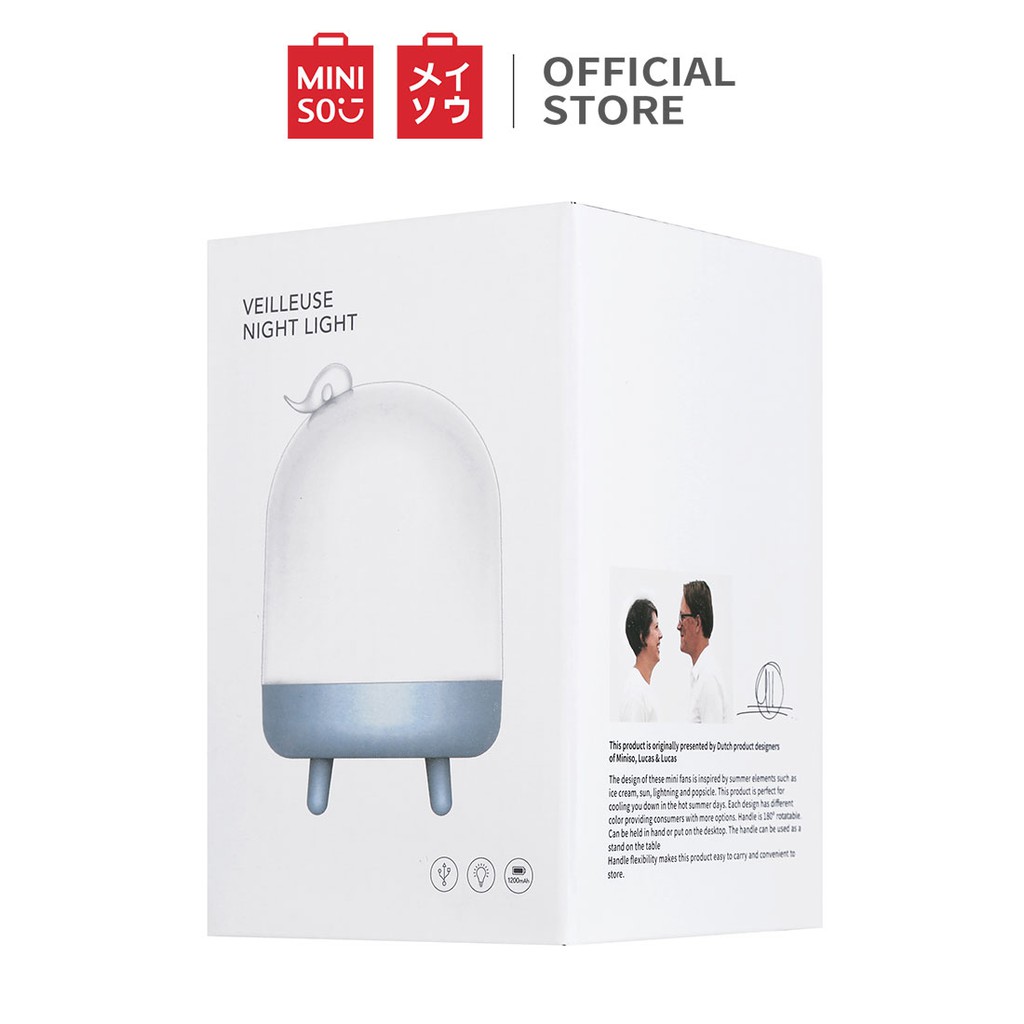 MINI
SO
メイ
ソウ
OFFICIAL
STORE
VEILLEUSE
NIGHT LIGHT
1200mAh
This product is originally presented by Dutch product designers
of Miniso, Lucas & Lucas
The design of these mini fans is inspired by summer elements such as
ice cream, sun, lightning and popsicle. This product is perfect for
cooling you down in the hot summer days. Each design has different
color providing consumers with more options. Handle is 180° rotatable.
Can be held in hand or put on the desktop. The handle can be used as a
stand on the table
Handle flexibility makes this product easy to carry and convenient to
store.